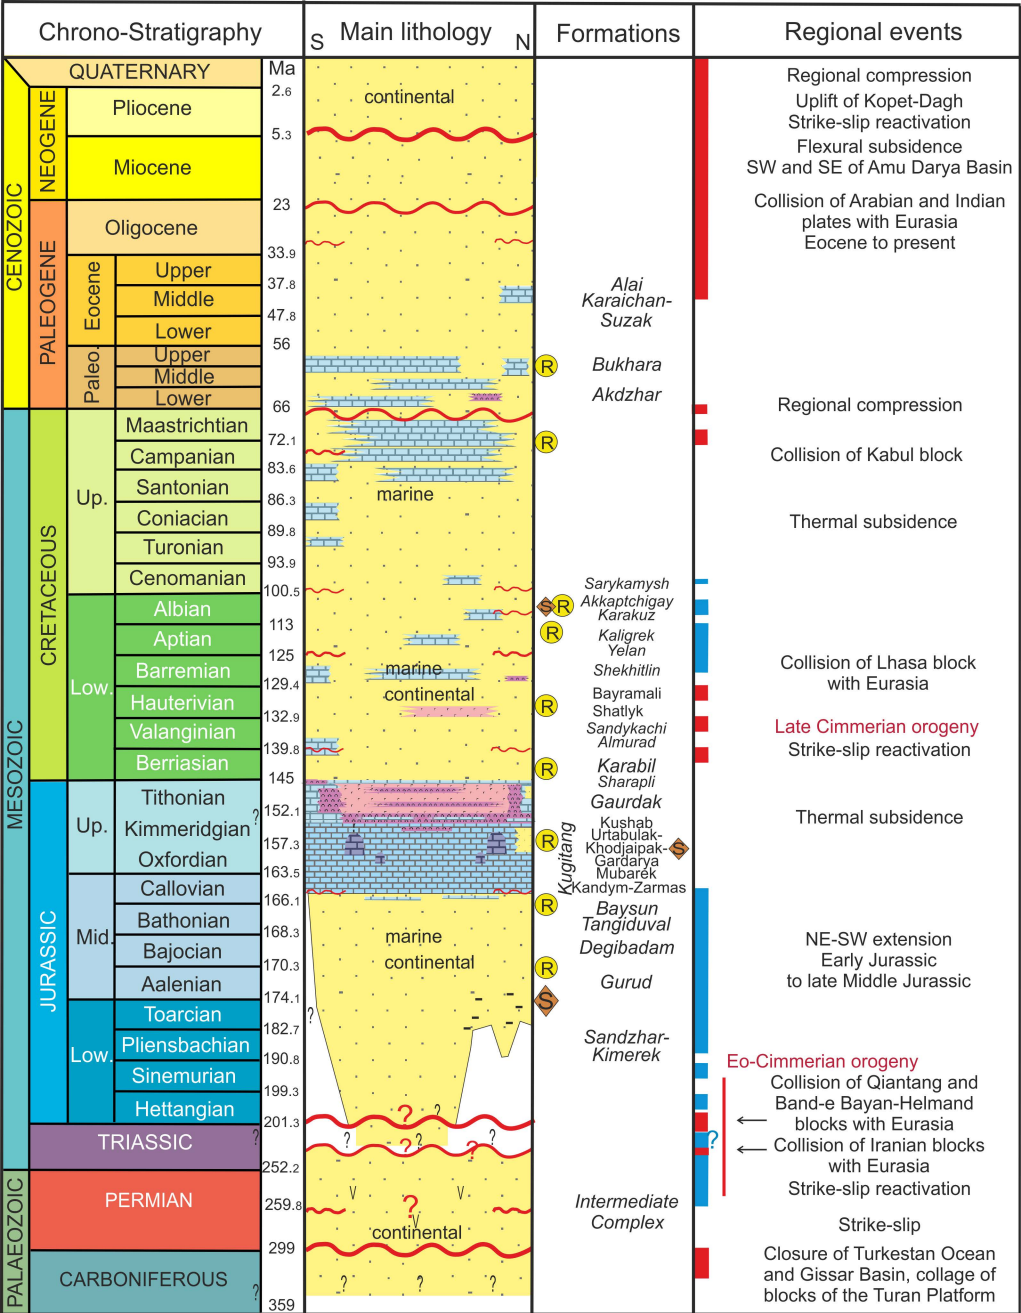 Chrono-Stratigraphy
Main lithology
S
N
Formations
Regional events
CENOZOIC
MESOZOIC
PALAEOZOIC
NEOGENE
PALEOGENE
CRETACEOUS
JURASSIC
QUATERNARY
Pliocene
Miocene
Oligocene
Eocene
Upper
Middle
Lower
Paleo.
Upper
Middle
Lower
Up.
Maastrichtian
Campanian
Santonian
Coniacian
Turonian
Cenomanian
Low.
Albian
Aptian
Barremian
Hauterivian
Valanginian
Berriasian
Up.
Tithonian
Kimmeridgian
?
Oxfordian
Mid.
Callovian
Bathonian
Bajocian
Aalenian
Low.
Toarcian
Pliensbachian
Sinemurian
Hettangian
TRIASSIC
?
PERMIAN
CARBONIFEROUS
?
Ma
2.6
5.3
23
33.9
37.8
47.8
56
66
72.1
83.6
86.3
89.8
93.9
100.5
113
125
129.4
132.9
139.8
145
152.1
157.3
163.5
166.1
168.3
170.3
174.1
182.7
190.8
199.3
201.3
252.2
259.8
299
359
continental
marine
marine
continental
marine
continental
?
?
?
?
?
?
?
?
V
V
?
V
continental
?
?
?
R
R
S
R
R
R
R
R
S
R
R
S
Alai
Karaichan-
Suzak
Bukhara
Akdzhar
Sarykamysh
Akkaptchigay
Karakuz
Kaligrek
Yelan
Shekhitlin
Bayramali
Shatlyk
Sandykachi
Almurad
Karabil
Sharapli
Gaurdak
Kugitang
Kushab
Urtabulak-
Khodjaipak-
Gardarya
Mubarek
Kandym-Zarmas
Baysun
Tangiduval
Degibadam
Gurud
Sandzhar-
Kimerek
Intermediate
Complex
Regional compression
Uplift of Kopet-Dagh
Strike-slip reactivation
Flexural subsidence
SW and SE of Amu Darya Basin
Collision of Arabian and Indian
plates with Eurasia
Eocene to present
Regional compression
Collision of Kabul block
Thermal subsidence
Collision of Lhasa block
with Eurasia
Late Cimmerian orogeny
Strike-slip reactivation
Thermal subsidence
NE-SW extension
Early Jurassic
to late Middle Jurassic
Eo-Cimmerian orogeny
Collision of Qiantang and
Band-e Bayan-Helmand
blocks with Eurasia
?
Collision of Iranian blocks
with Eurasia
Strike-slip reactivation
Strike-slip
Closure of Turkestan Ocean
and Gissar Basin, collage of
blocks of the Turan Platform